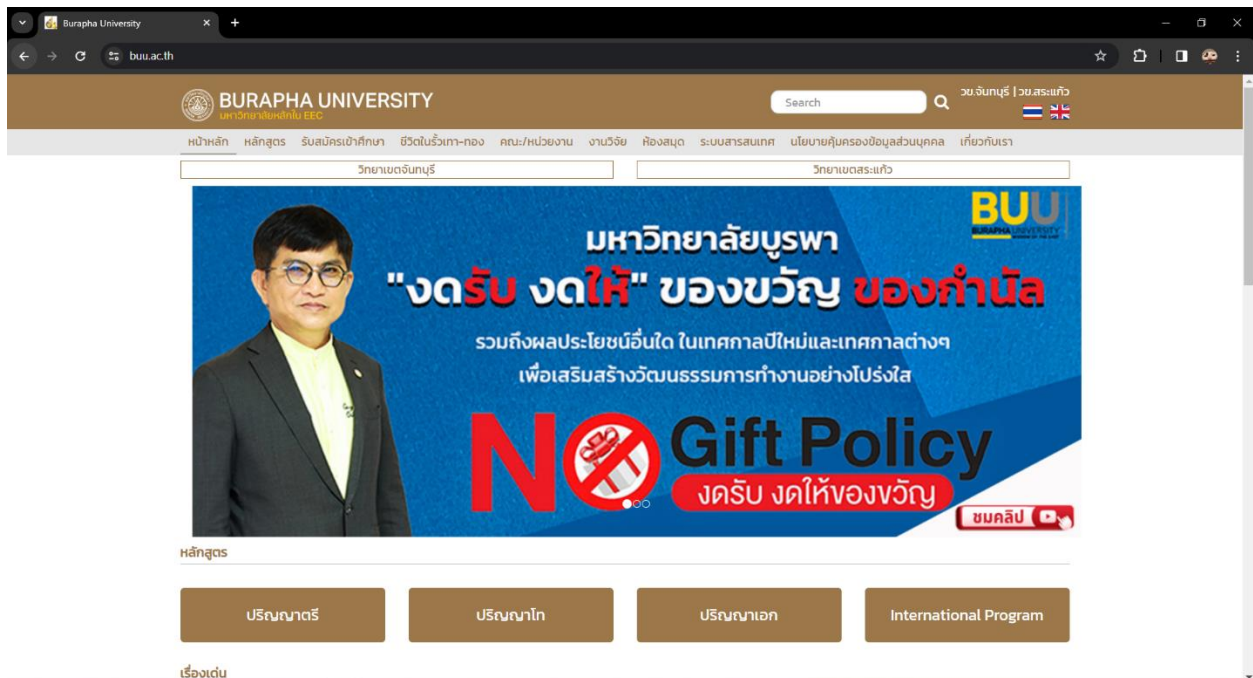 Burapha University
buu.ac.th
BURAPHA UNIVERSITY
มหาวิทยาลัยหลักใน EEC
Search
วข.จันทบุรี | วข.สระแก้ว
หน้าหลัก หลักสูตร รับสมัครเข้าศึกษา ชีวิตในรั้วเทา-ทอง คณะ/หน่วยงาน งานวิจัย ห้องสมุด ระบบสารสนเทศ นโยบายคุ้มครองข้อมูลส่วนบุคคล เกี่ยวกับเรา
วิทยาเขตจันทบุรี วิทยาเขตสระแก้ว
BUU
BURAPHA UNIVERSITY
มหาวิทยาลัยบูรพา
"งดรับ งดให้" ของขวัญ ของกำนัล
รวมถึงผลประโยชน์อื่นใด ในเทศกาลปีใหม่และเทศกาลต่างๆ
เพื่อเสริมสร้างวัฒนธรรมการทำงานอย่างโปร่งใส
NO Gift Policy
งดรับ งดให้ของขวัญ
ชมคลิป
หลักสูตร
ปริญญาตรี ปริญญาโท ปริญญาเอก International Program
เรื่องเด่น